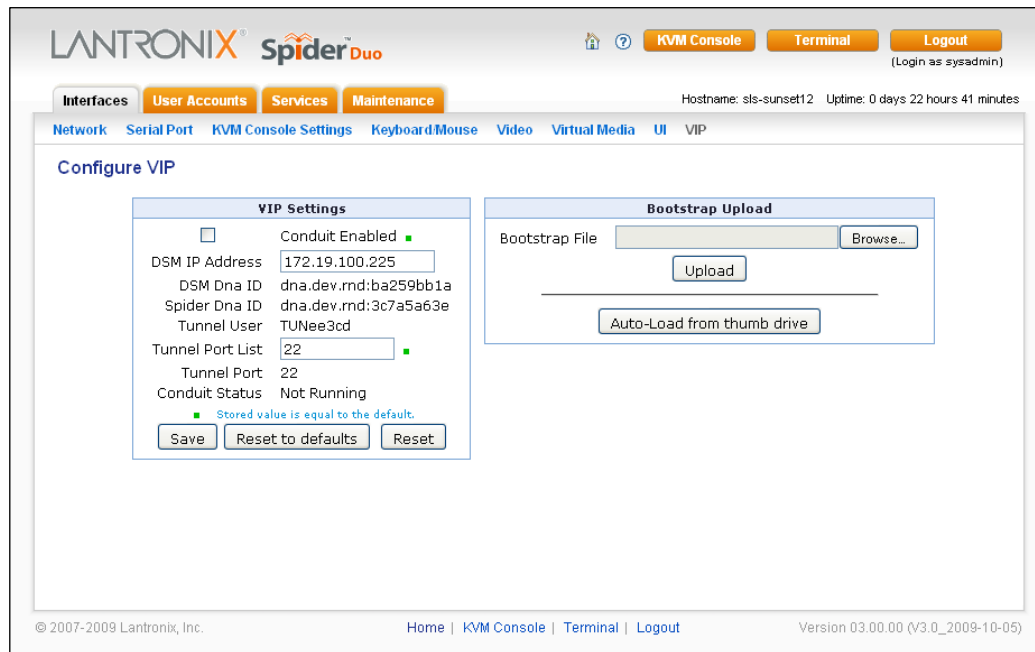 LANTRONIX® Spider™ Duo
KVM Console Terminal Logout
(Login as sysadmin)
Interfaces User Accounts Services Maintenance
Hostname: sls-sunset12 Uptime: 0 days 22 hours 41 minutes
Network Serial Port KVM Console Settings Keyboard/Mouse Video Virtual Media UI VIP
Configure VIP
VIP Settings
Conduit Enabled
DSM IP Address 172.19.100.225
DSM Dna ID dna.dev.rnd:ba259bb1a
Spider Dna ID dna.dev.rnd:3c7a5a63e
Tunnel User TUNee3cd
Tunnel Port List 22
Tunnel Port 22
Conduit Status Not Running
Stored value is equal to the default.
Save Reset to defaults Reset
Bootstrap Upload
Bootstrap File Browse...
Upload
Auto-Load from thumb drive
© 2007-2009 Lantronix, Inc. Home | KVM Console | Terminal | Logout Version 03.00.00 (V3.0_2009-10-05)